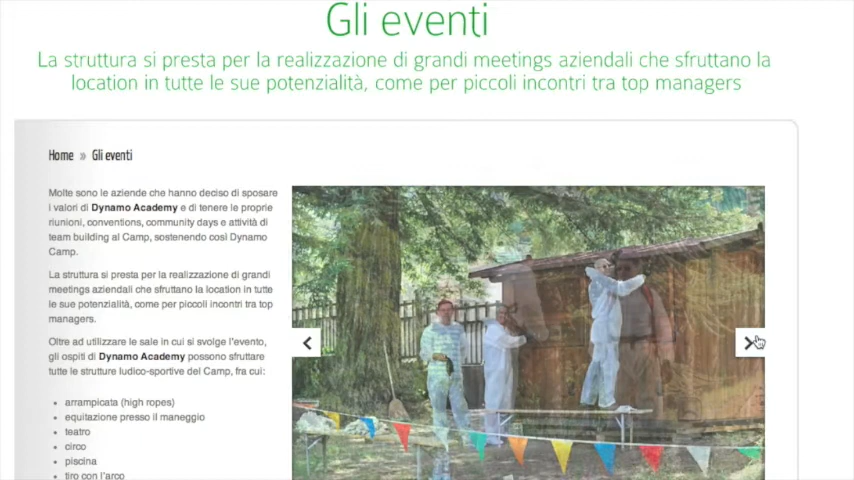 Gli eventi
La struttura si presta per la realizzazione di grandi meetings aziendali che sfruttano la
location in tutte le sue potenzialità, come per piccoli incontri tra top managers
Home » Gli eventi
Molte sono le aziende che hanno deciso di sposare
i valori di Dynamo Academy e di tenere le proprie
riunioni, conventions, community days e attività di
team building al Camp, sostenendo così Dynamo
Camp.
La struttura si presta per la realizzazione di grandi
meetings aziendali che sfruttano la location in tutte
le sue potenzialità, come per piccoli incontri tra top
managers.
Oltre ad utilizzare le sale in cui si svolge l'evento,
gli ospiti di Dynamo Academy possono sfruttare
tutte le strutture ludico-sportive del Camp, fra cui:
• arrampicata (high ropes)
• equitazione presso il maneggio
• teatro
• circo
• piscina
• tiro con l'arco